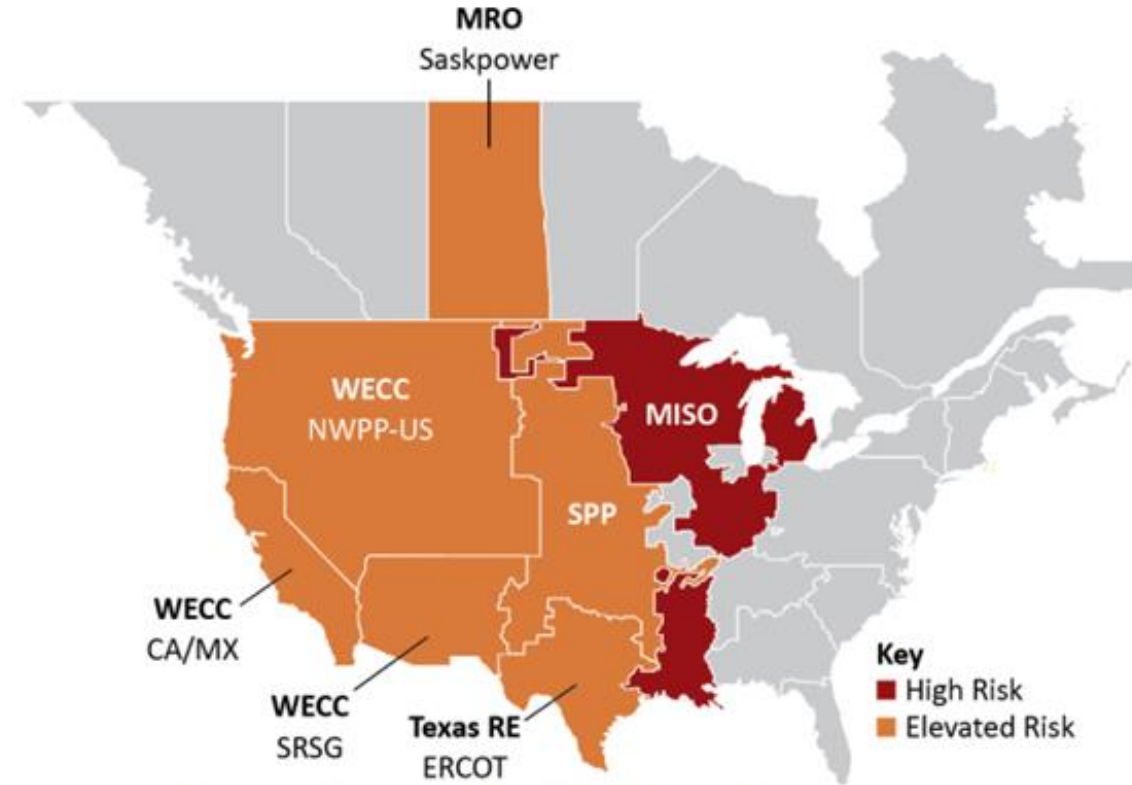 MRO
Saskpower
WECC
NWPP-US
MISO
SPP
WECC
CA/MX
WECC
SRSG
Texas RE
ERCOT
Key
High Risk
Elevated Risk